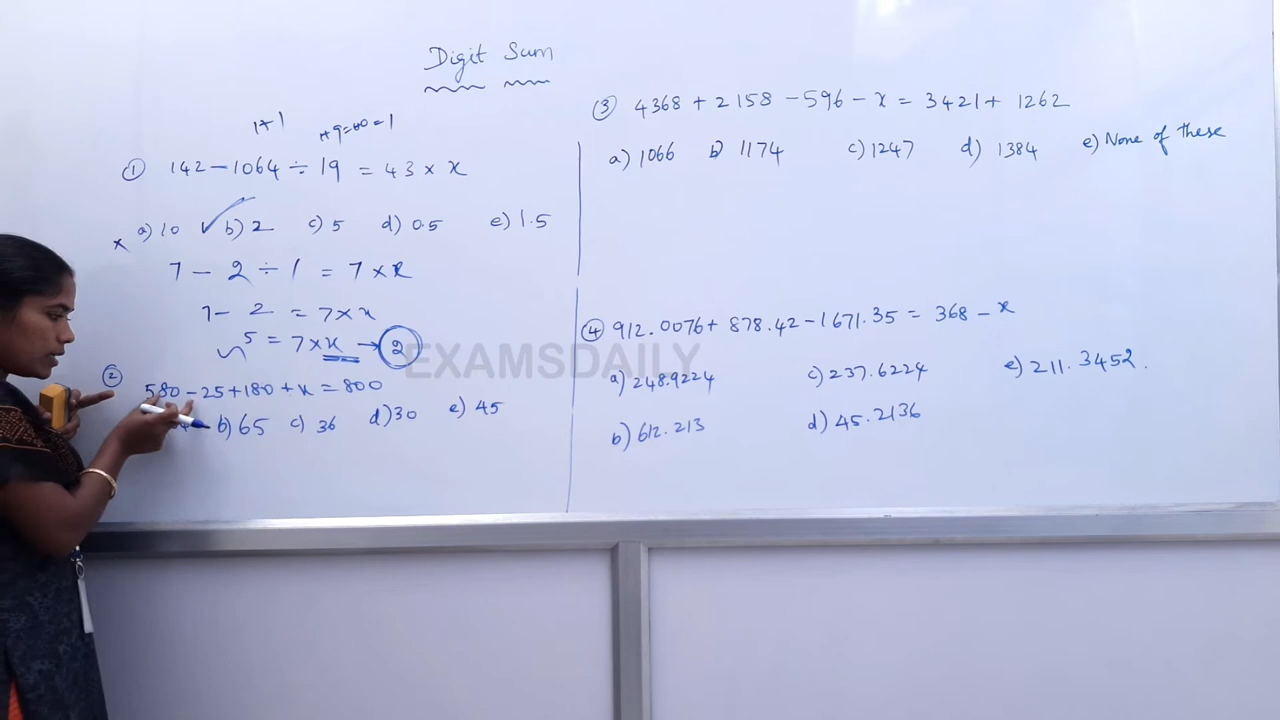 Digit Sum
1+1
1+9=10=1
① 142 - 1064 ÷ 19 = 43 × x
a) 10 b) 2 c) 5 d) 0.5 e) 1.5
7 - 2 ÷ 1 = 7 × x
7 - 2 = 7 × x
5 = 7 × x → 2
② 580 - 25 + 180 + x = 800
b) 65 c) 36 d) 30 e) 45
③ 4368 + 2158 - 596 - x = 3421 + 1262
a) 1066 b) 1174 c) 1247 d) 1384 e) None of these
④ 912.0076 + 878.42 - 1671.35 = 368 - x
a) 248.9224 c) 237.6224 e) 211.3452.
b) 612.213 d) 45.2136
EXAMSDAILY